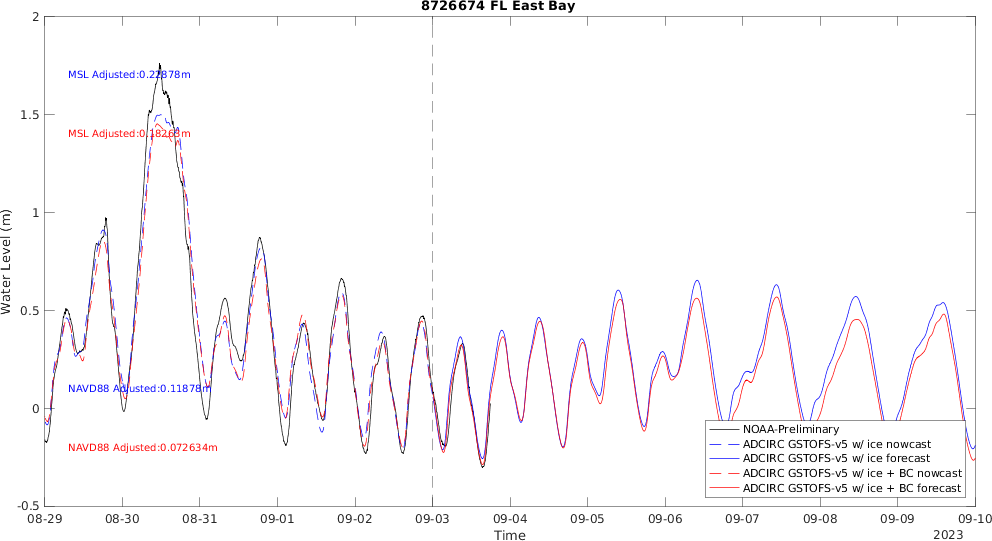 8726674 FL East Bay
2
MSL Adjusted:0.22878m
1.5
MSL Adjusted:0.18263m
1
Water Level (m)
0.5
NAVD88 Adjusted:0.11878m
0
NAVD88 Adjusted:0.072634m
NOAA-Preliminary
ADCIRC GSTOFS-v5 w/ ice nowcast
ADCIRC GSTOFS-v5 w/ ice forecast
ADCIRC GSTOFS-v5 w/ ice + BC nowcast
ADCIRC GSTOFS-v5 w/ ice + BC forecast
-0.5
08-29 08-30 08-31 09-01 09-02 09-03 09-04 09-05 09-06 09-07 09-08 09-09 09-10
Time
2023